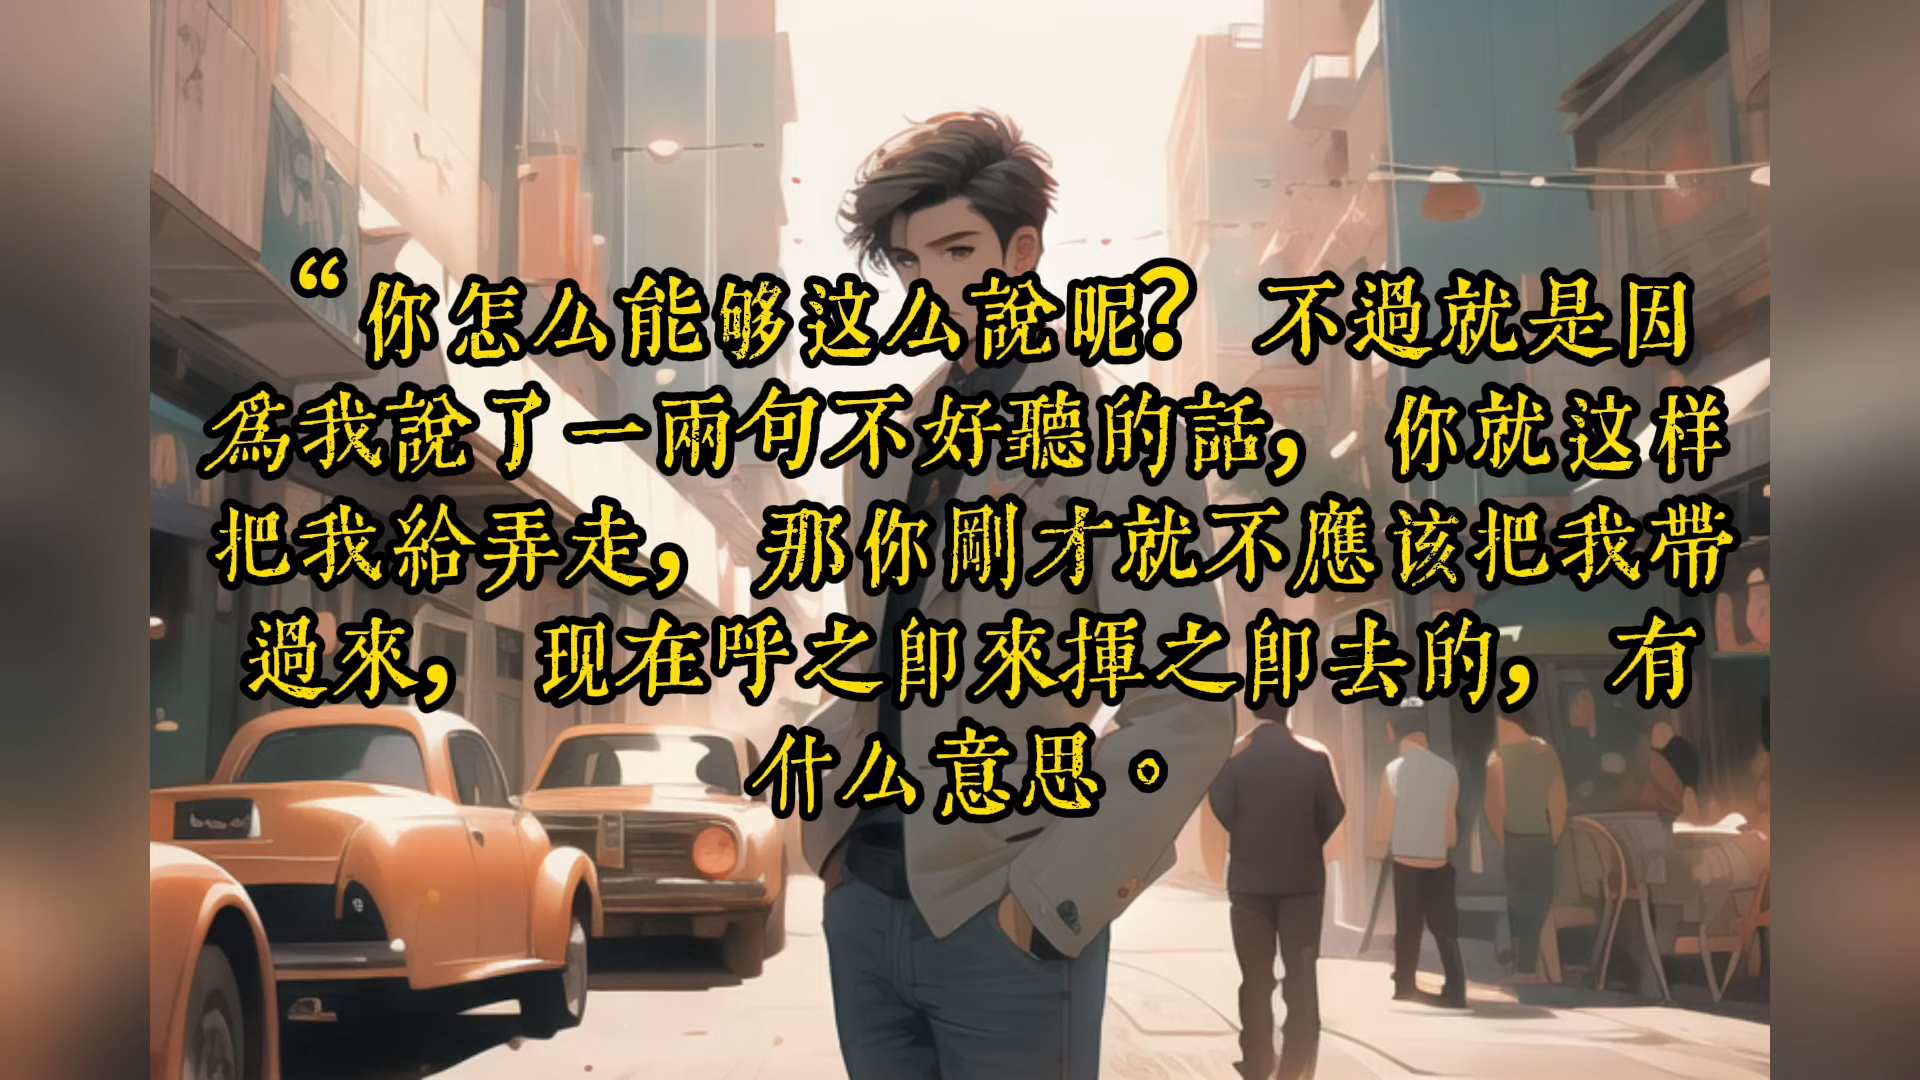 “你怎么能够这么說呢？ 不過就是因
爲我說了一兩句不好聽的話， 你就这样
把我給弄走， 那你剛才就不應该把我帶
過來， 现在呼之卽來揮之卽去的， 有
什么意思。